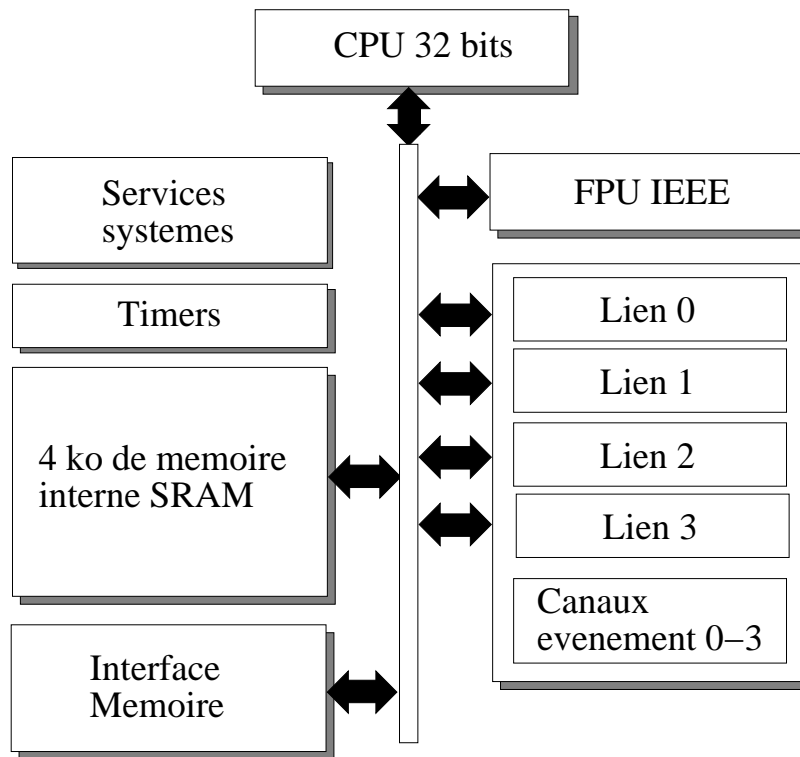 CPU 32 bits
Services
systemes
FPU IEEE
Timers
Lien 0
Lien 1
4 ko de memoire
interne SRAM
Lien 2
Lien 3
Canaux
evenement 0–3
Interface
Memoire